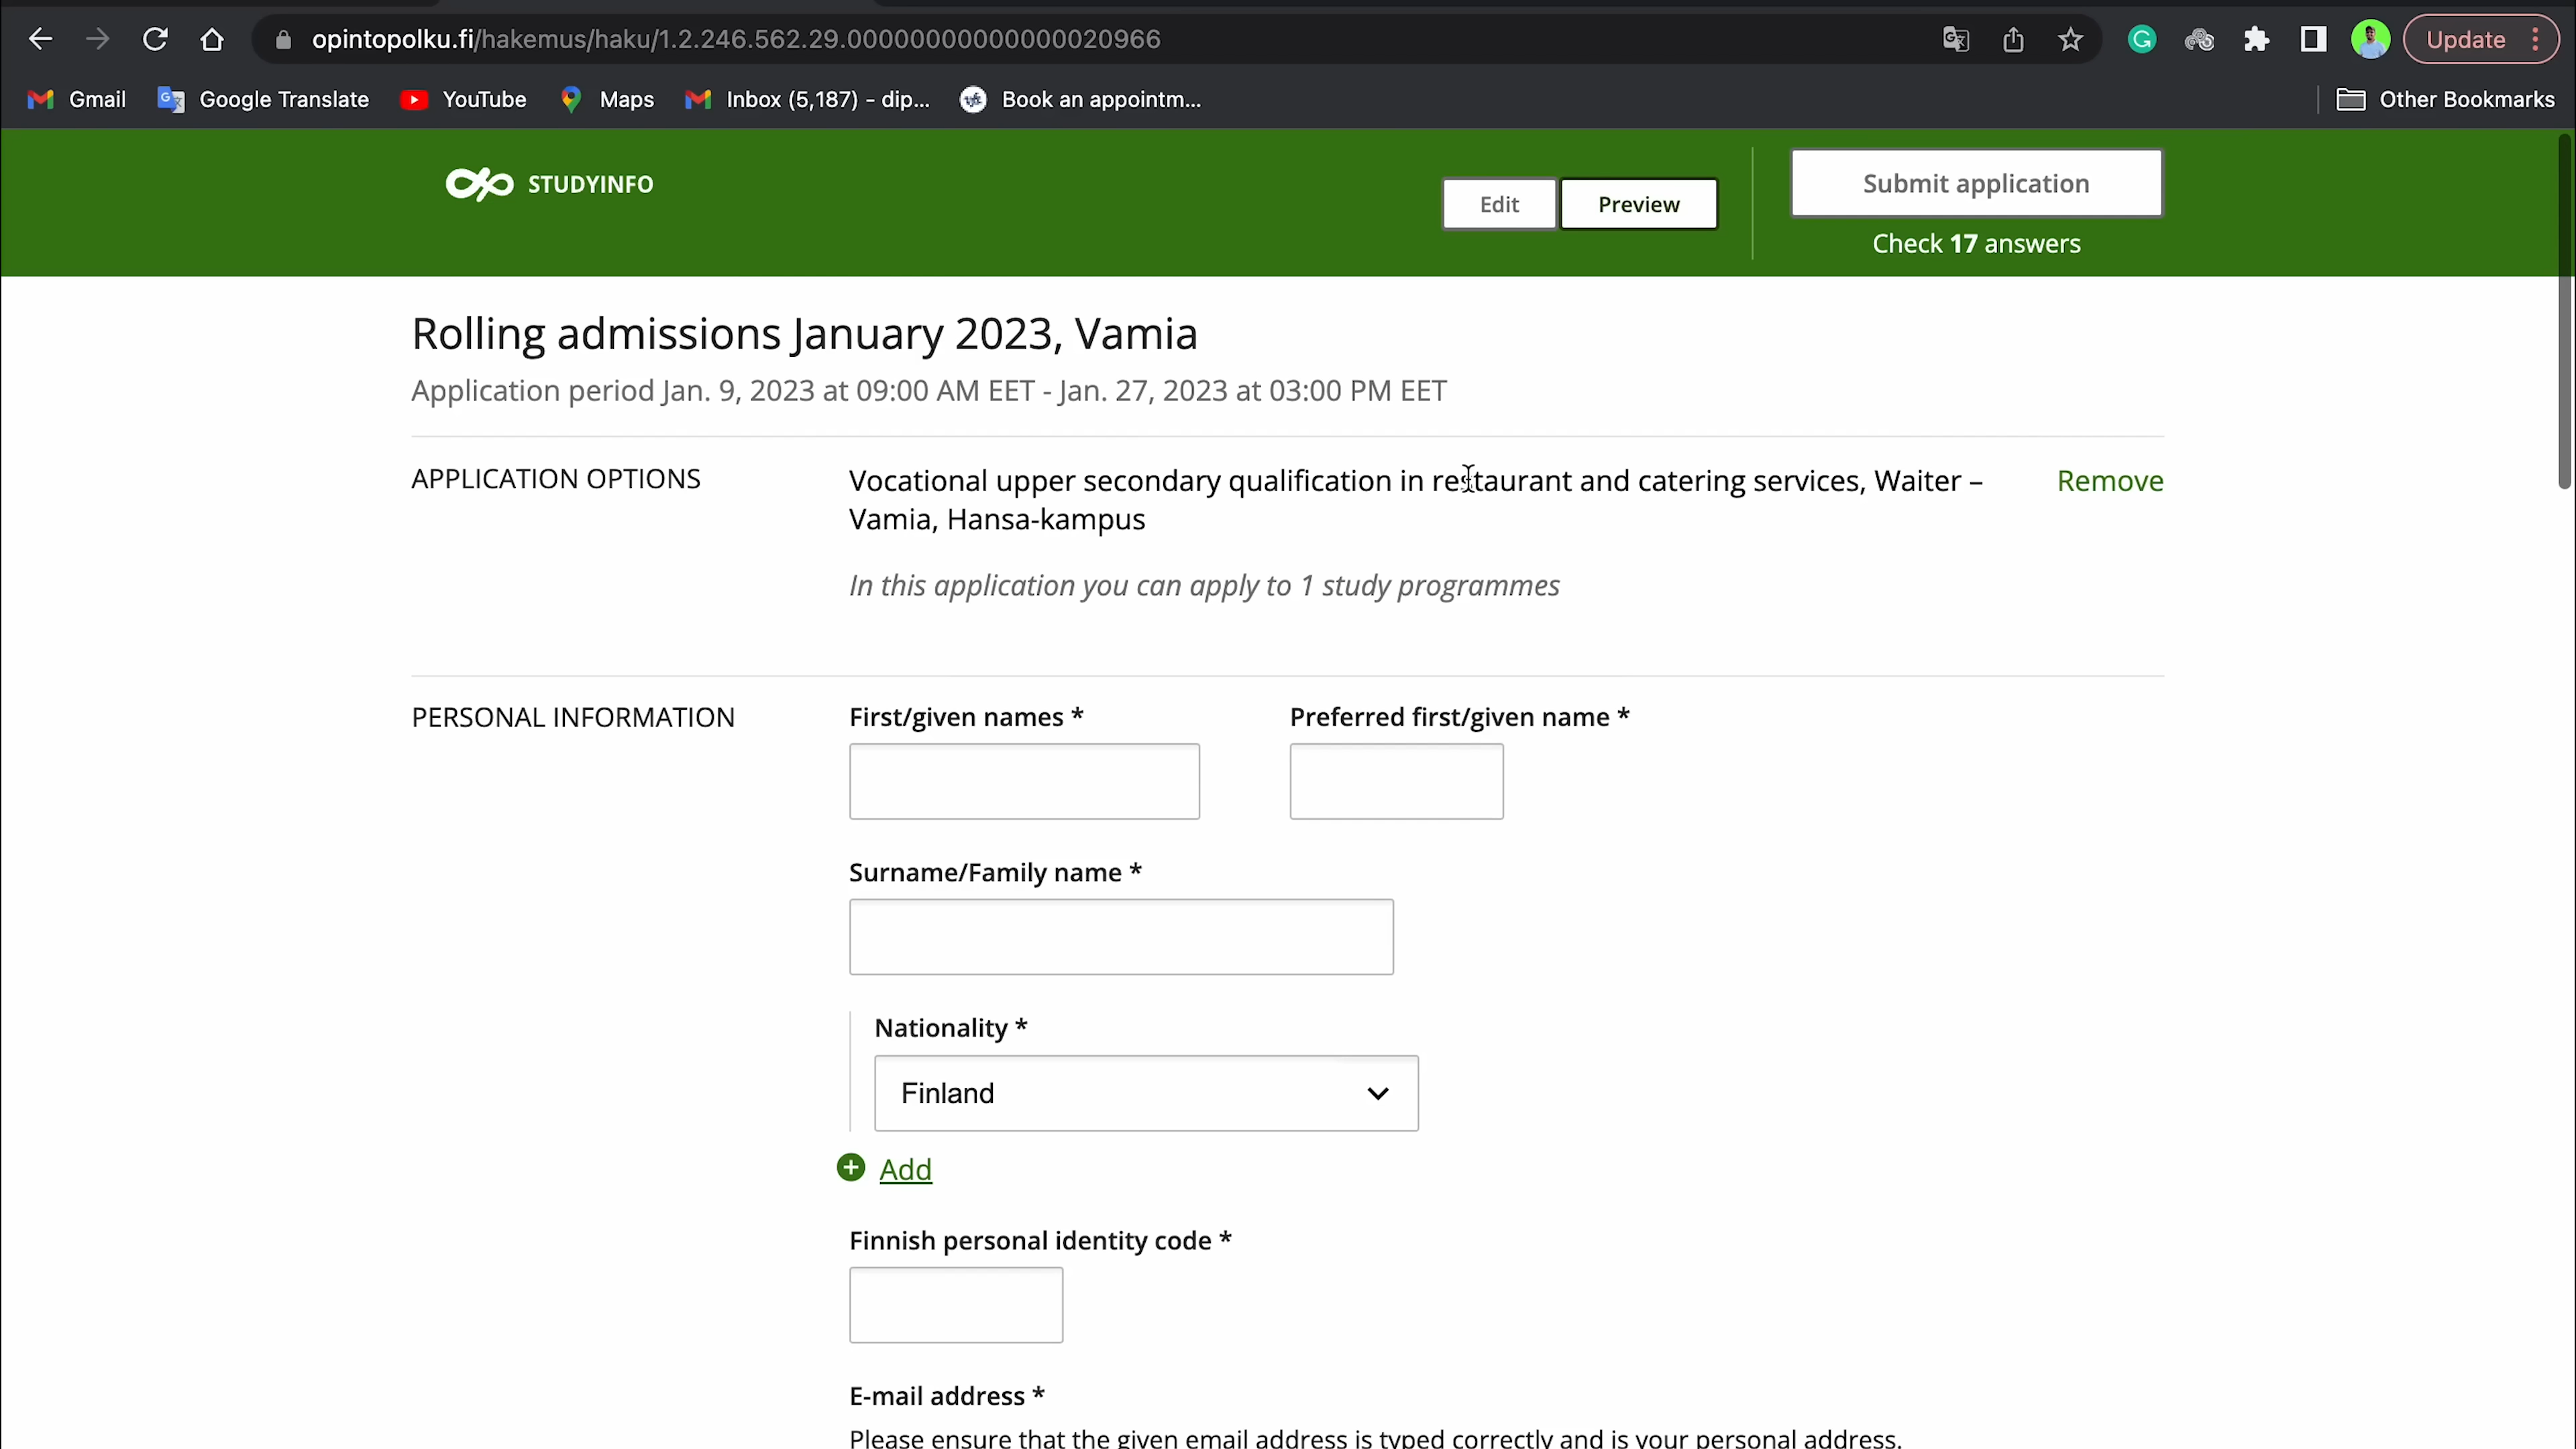 opintopolku.fi/hakemus/haku/1.2.246.562.29.00000000000000020966
Update
Gmail
Google Translate
YouTube
Maps
Inbox (5,187) - dip...
Book an appointm...
Other Bookmarks
STUDYINFO
Edit
Preview
Submit application
Check 17 answers
Rolling admissions January 2023, Vamia
Application period Jan. 9, 2023 at 09:00 AM EET - Jan. 27, 2023 at 03:00 PM EET
APPLICATION OPTIONS
Vocational upper secondary qualification in restaurant and catering services, Waiter –
Vamia, Hansa-kampus
Remove
In this application you can apply to 1 study programmes
PERSONAL INFORMATION
First/given names *
Preferred first/given name *
Surname/Family name *
Nationality *
Finland
Add
Finnish personal identity code *
E-mail address *
Please ensure that the given email address is typed correctly and is your personal address.